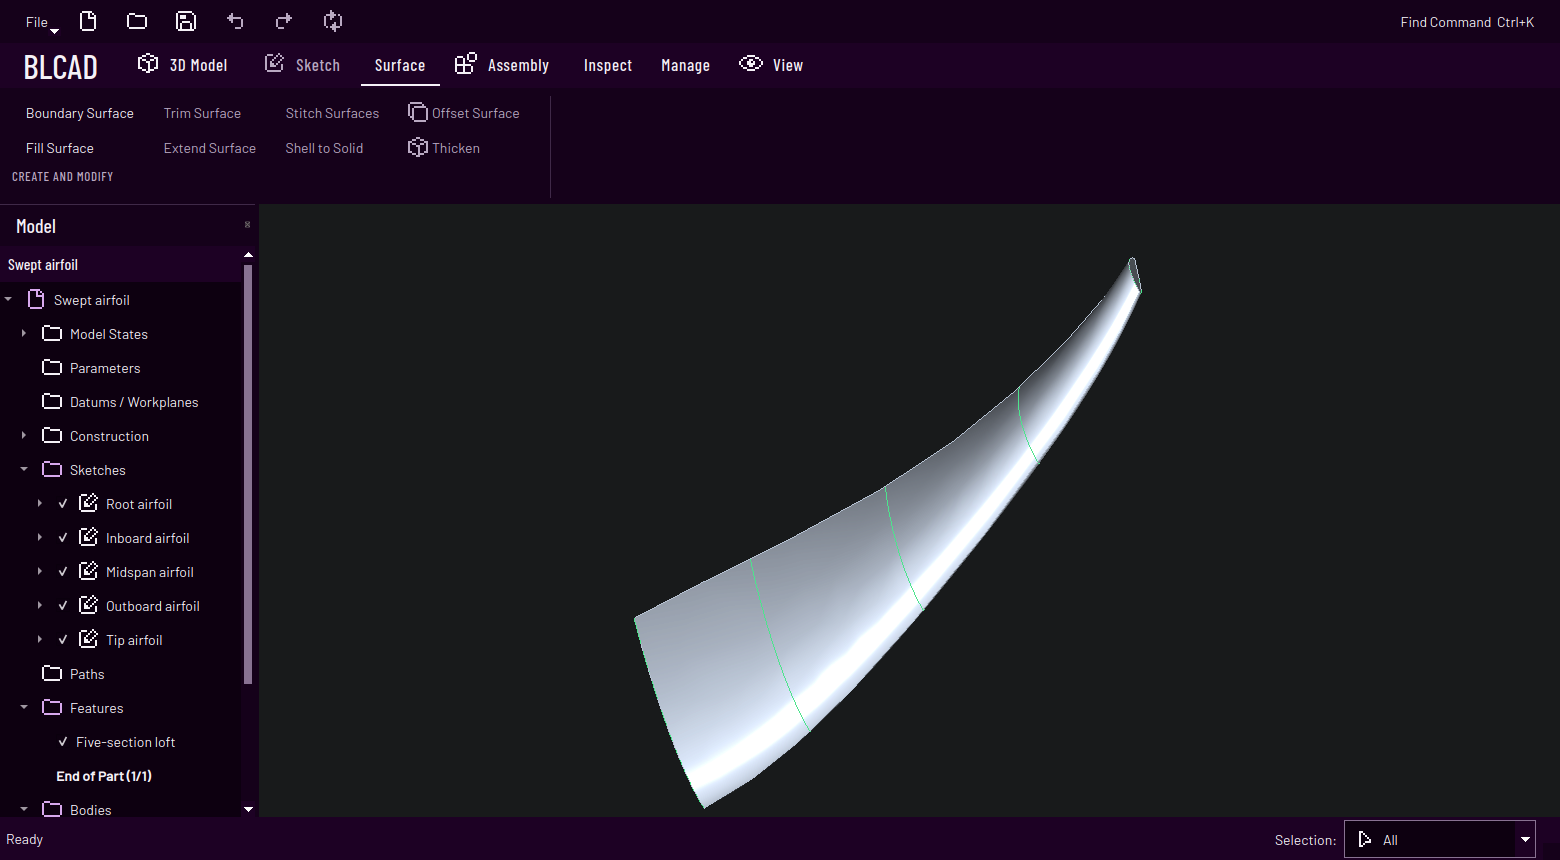 File
Find Command Ctrl+K
BLCAD
3D Model
Sketch
Surface
Assembly
Inspect
Manage
View
Boundary Surface
Trim Surface
Stitch Surfaces
Offset Surface
Fill Surface
Extend Surface
Shell to Solid
Thicken
CREATE AND MODIFY
Model
Swept airfoil
Swept airfoil
Model States
Parameters
Datums / Workplanes
Construction
Sketches
Root airfoil
Inboard airfoil
Midspan airfoil
Outboard airfoil
Tip airfoil
Paths
Features
Five-section loft
End of Part (1/1)
Bodies
Ready
Selection:
All